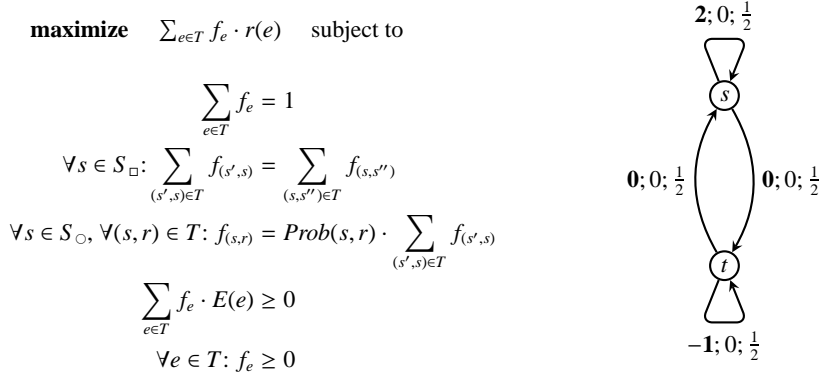 maximize ∑_{e∈T} f_e · r(e) subject to
∑_{e∈T} f_e = 1
∀s ∈ S_□: ∑_{(s′,s)∈T} f_{(s′,s)} = ∑_{(s,s″)∈T} f_{(s,s″)}
∀s ∈ S_○, ∀(s,r) ∈ T: f_{(s,r)} = Prob(s,r) · ∑_{(s′,s)∈T} f_{(s′,s)}
∑_{e∈T} f_e · E(e) ≥ 0
∀e ∈ T: f_e ≥ 0
2; 0; 1/2
s
0; 0; 1/2
0; 0; 1/2
t
−1; 0; 1/2